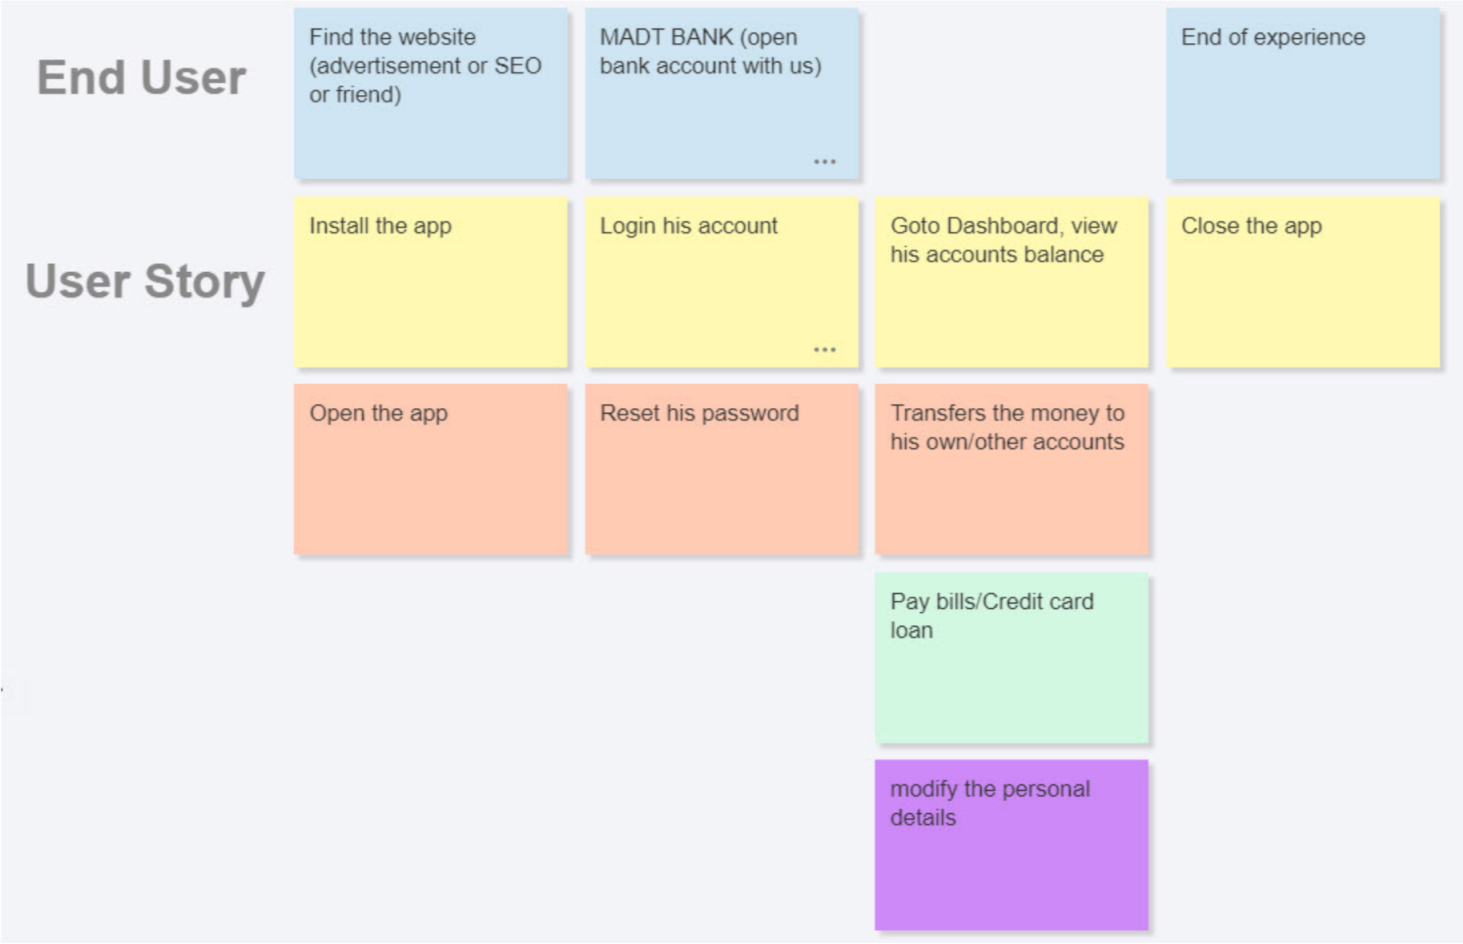 End User
Find the website
(advertisement or SEO
or friend)
MADT BANK (open
bank account with us)
...
End of experience
User Story
Install the app
Login his account
...
Goto Dashboard, view
his accounts balance
Close the app
Open the app
Reset his password
Transfers the money to
his own/other accounts
Pay bills/Credit card
loan
modify the personal
details